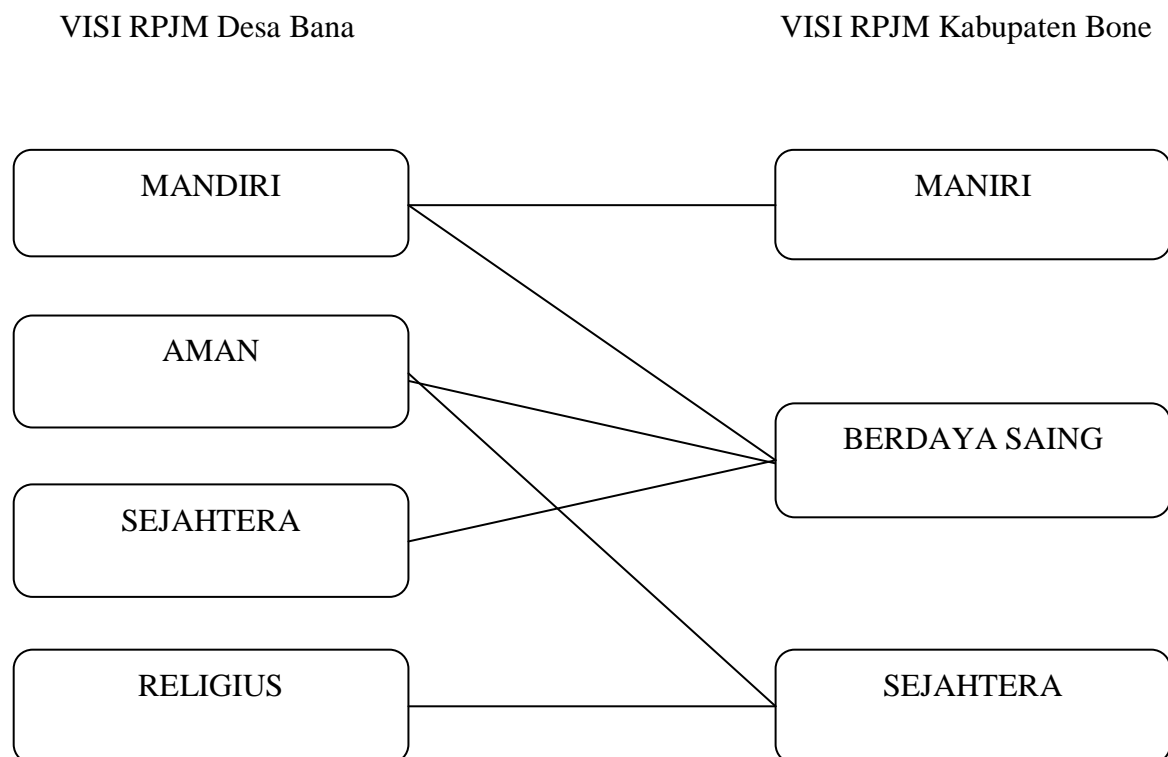 VISI RPJM Desa Bana
VISI RPJM Kabupaten Bone
MANDIRI
MANIRI
AMAN
BERDAYA SAING
SEJAHTERA
RELIGIUS
SEJAHTERA